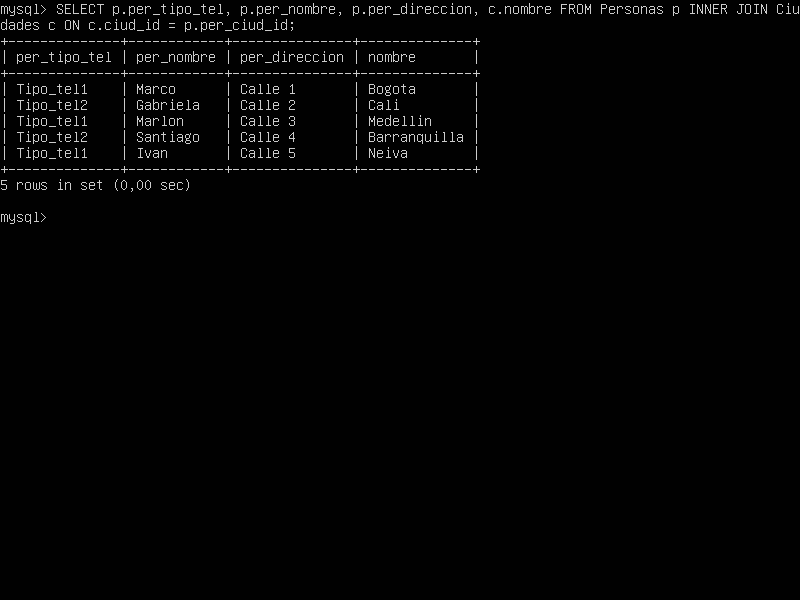 mysql> SELECT p.per_tipo_tel, p.per_nombre, p.per_direccion, c.nombre FROM Personas p INNER JOIN Ciu
dades c ON c.ciud_id = p.per_ciud_id;
+--------------+------------+---------------+--------------+
| per_tipo_tel | per_nombre | per_direccion | nombre       |
+--------------+------------+---------------+--------------+
| Tipo_tel1    | Marco      | Calle 1       | Bogota       |
| Tipo_tel2    | Gabriela   | Calle 2       | Cali         |
| Tipo_tel1    | Marlon     | Calle 3       | Medellin     |
| Tipo_tel2    | Santiago   | Calle 4       | Barranquilla |
| Tipo_tel1    | Ivan       | Calle 5       | Neiva        |
+--------------+------------+---------------+--------------+
5 rows in set (0,00 sec)
mysql>